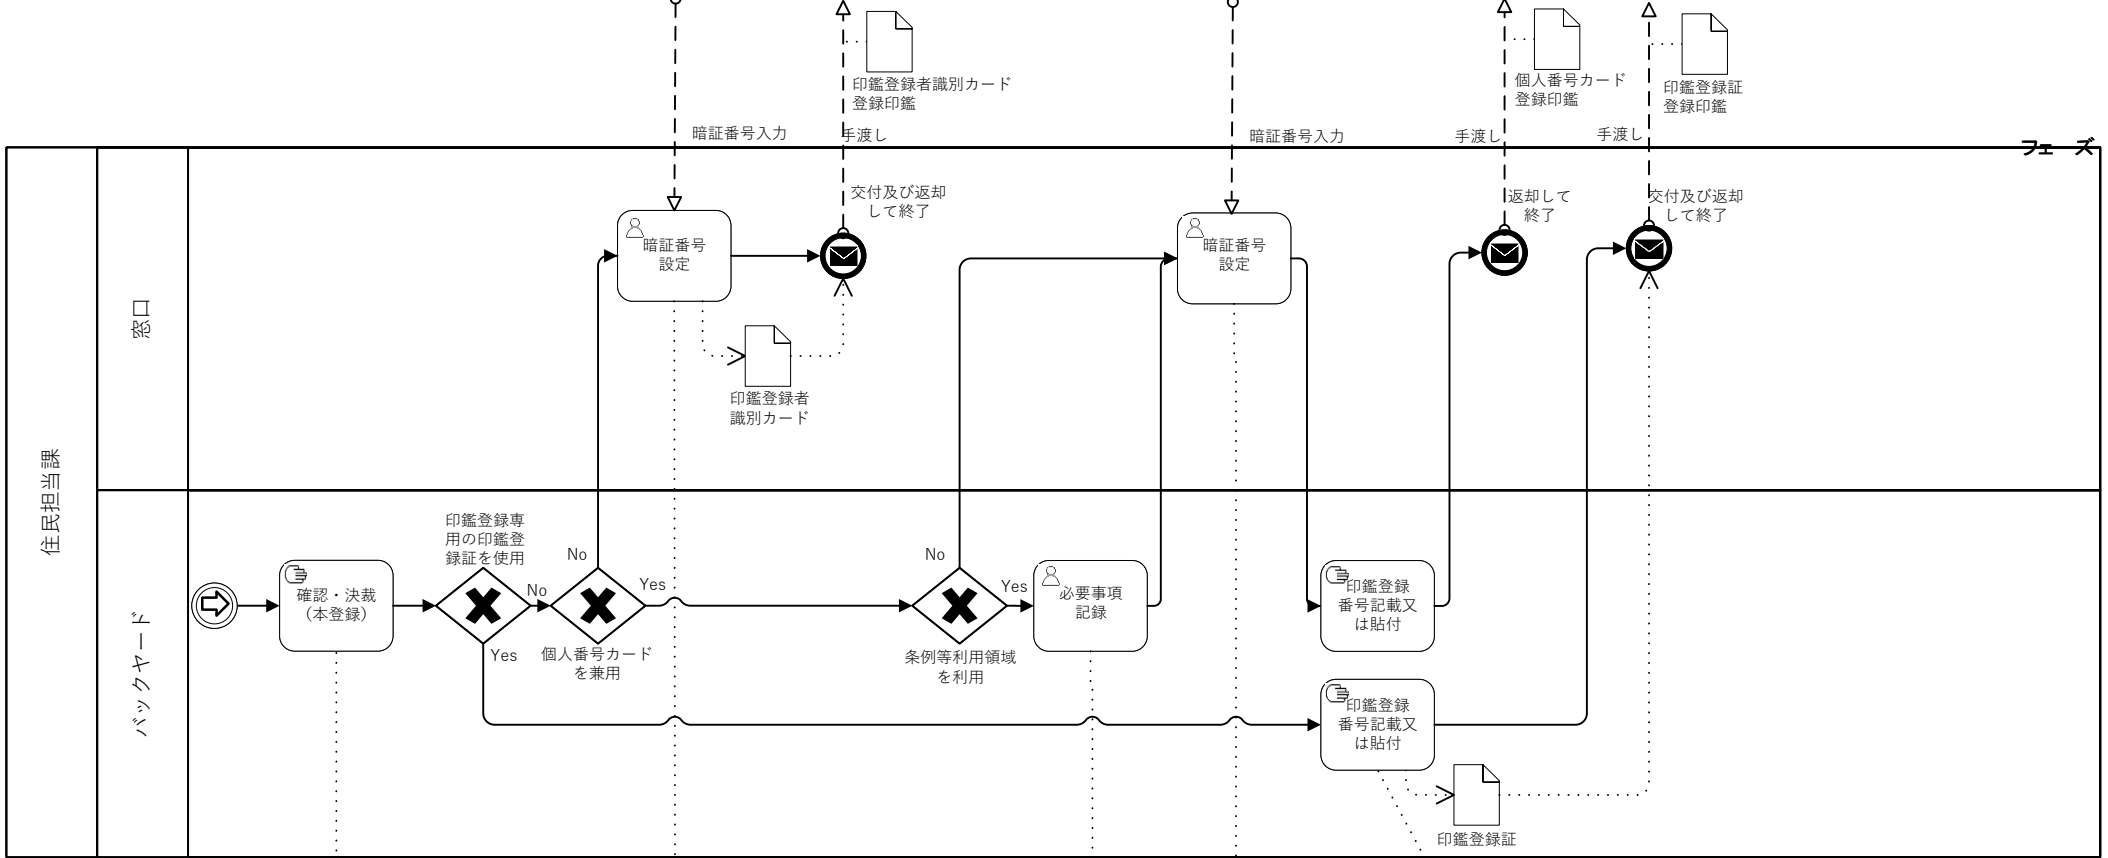 印鑑登録者識別カード
登録印鑑
個人番号カード
登録印鑑
印鑑登録証
登録印鑑
暗証番号入力
手渡し
暗証番号入力
手渡し
手渡し
フェーズ
交付及び返却
して終了
返却して
終了
交付及び返却
して終了
暗証番号
設定
暗証番号
設定
窓口
印鑑登録者
識別カード
住民担当課
バックヤード
印鑑登録専
用の印鑑登
録証を使用
No
No
Yes
No
Yes
Yes
確認・決裁
（本登録）
個人番号カード
を兼用
条例等利用領域
を利用
必要事項
記録
印鑑登録
番号記載又
は貼付
印鑑登録
番号記載又
は貼付
印鑑登録証